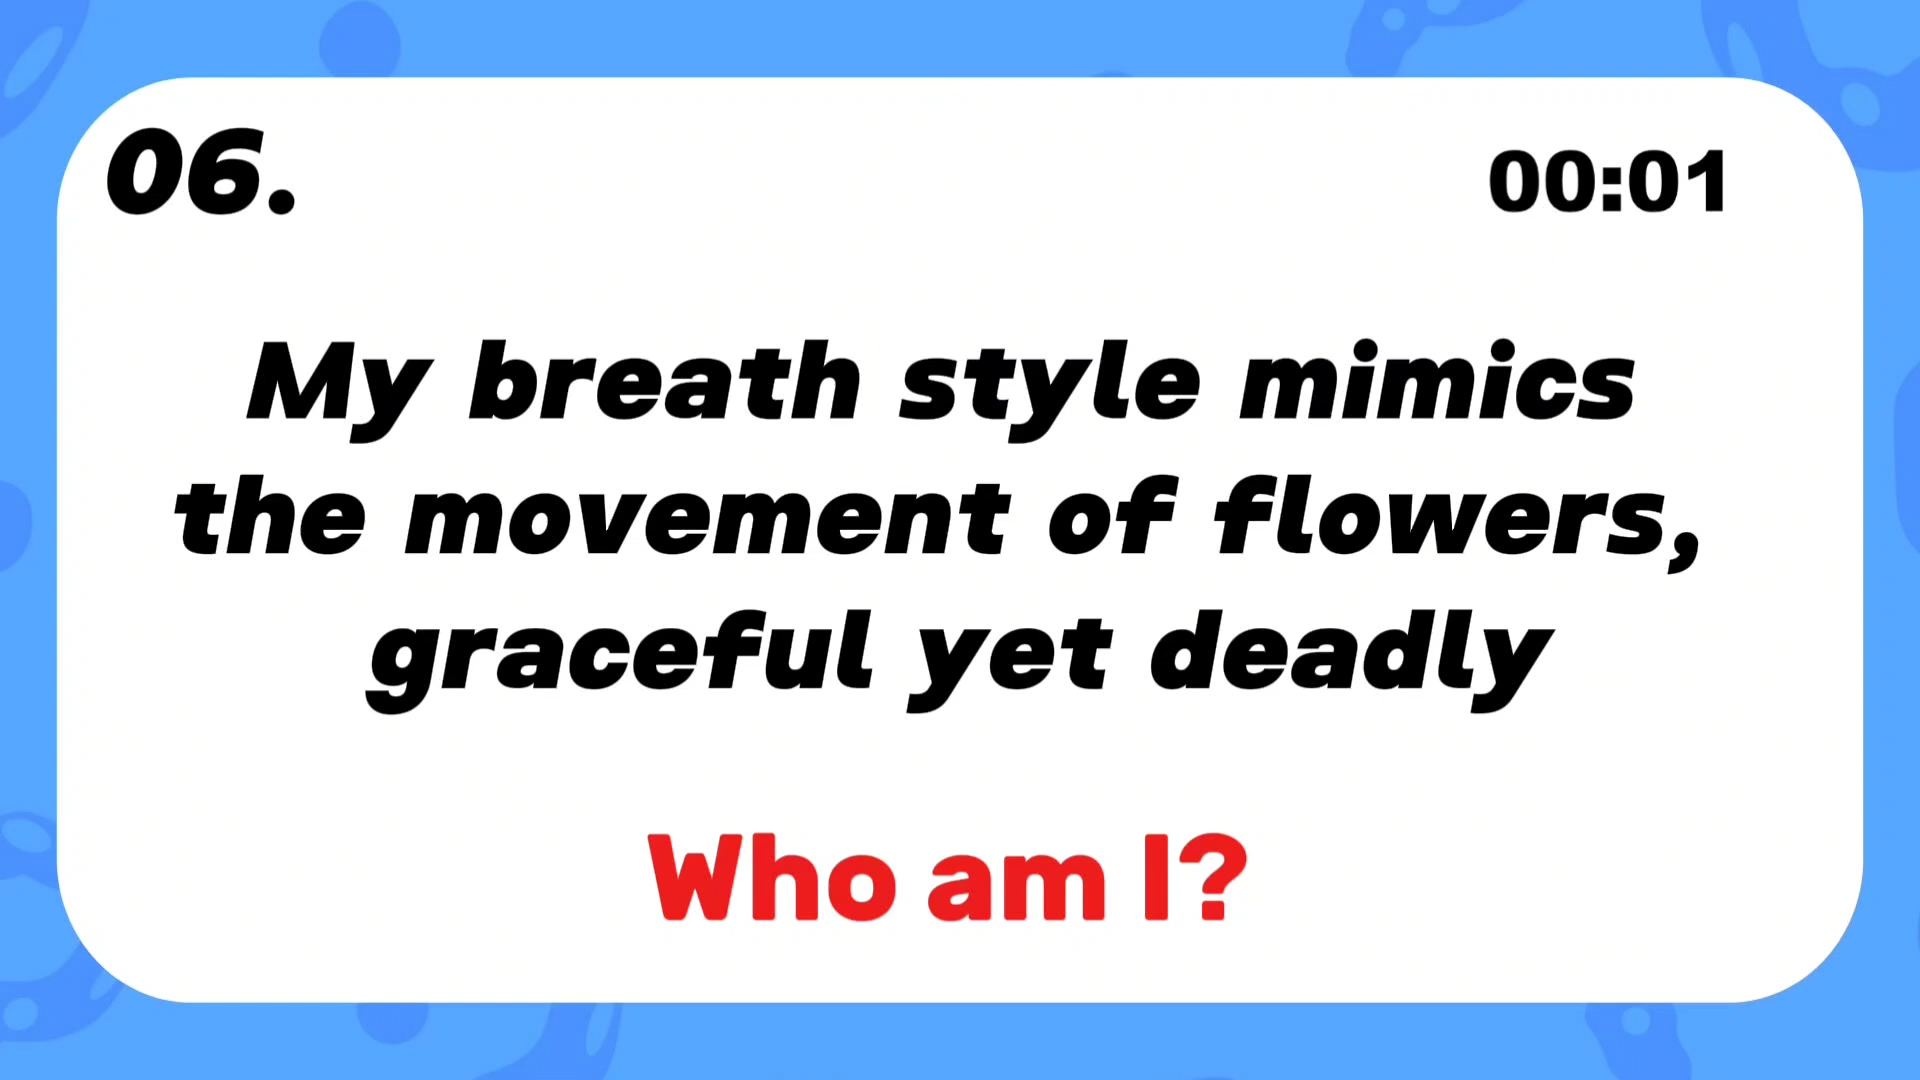 06.
00:01
My breath style mimics
the movement of flowers,
graceful yet deadly
Who am I?